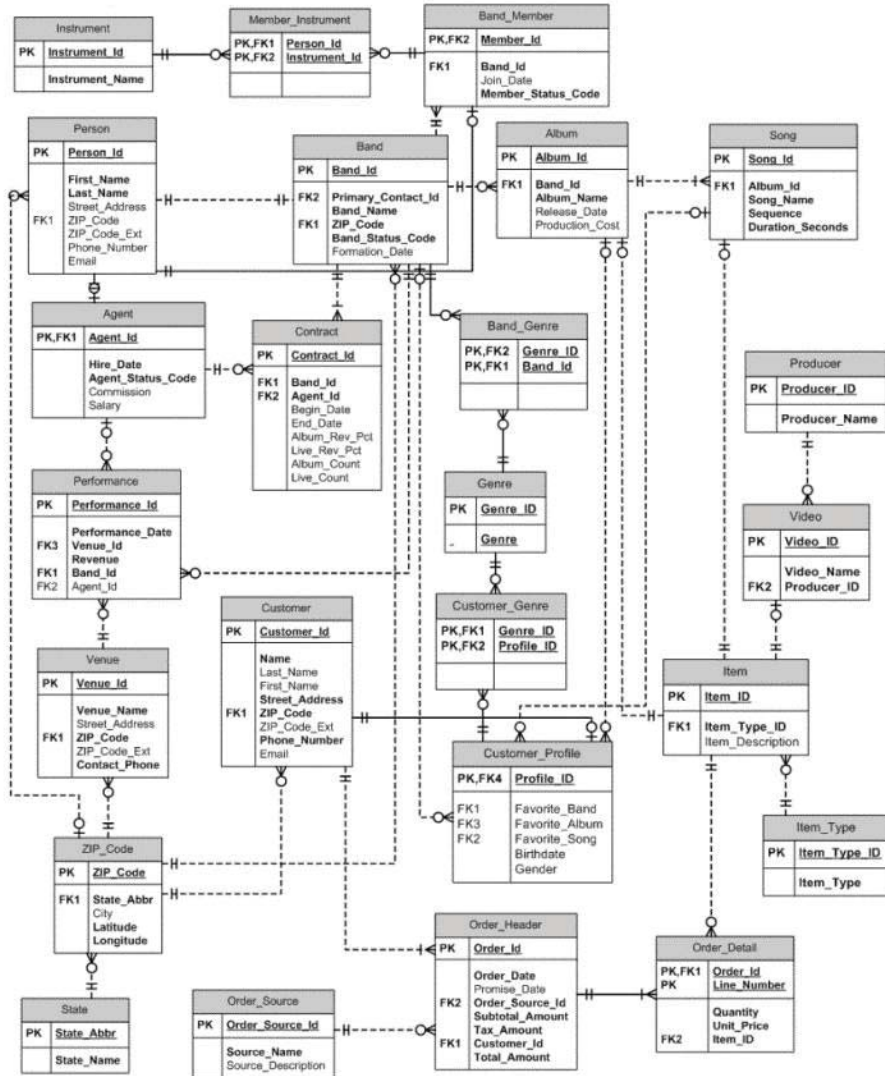 Instrument
PK Instrument_Id
Instrument_Name
Member_Instrument
PK,FK1 Person_Id
PK,FK2 Instrument_Id
Band_Member
PK,FK2 Member_Id
FK1 Band_Id
Join_Date
Member_Status_Code
Person
PK Person_Id
First_Name
Last_Name
Street_Address
FK1 ZIP_Code
ZIP_Code_Ext
Phone_Number
Email
Band
PK Band_Id
FK2 Primary_Contact_Id
Band_Name
FK1 ZIP_Code
Band_Status_Code
Formation_Date
Album
PK Album_Id
FK1 Band_Id
Album_Name
Release_Date
Production_Cost
Song
PK Song_Id
FK1 Album_Id
Song_Name
Sequence
Duration_Seconds
Agent
PK,FK1 Agent_Id
Hire_Date
Agent_Status_Code
Commission
Salary
Contract
PK Contract_Id
FK1 Band_Id
FK2 Agent_Id
Begin_Date
End_Date
Album_Rev_Pct
Live_Rev_Pct
Album_Count
Live_Count
Band_Genre
PK,FK2 Genre_ID
PK,FK1 Band_Id
Producer
PK Producer_ID
Producer_Name
Performance
PK Performance_Id
Performance_Date
FK3 Venue_Id
Revenue
FK1 Band_Id
FK2 Agent_Id
Genre
PK Genre_ID
_ Genre
Video
PK Video_ID
Video_Name
FK2 Producer_ID
Customer
PK Customer_Id
Name
Last_Name
First_Name
Street_Address
FK1 ZIP_Code
ZIP_Code_Ext
Phone_Number
Email
Customer_Genre
PK,FK1 Genre_ID
PK,FK2 Profile_ID
Venue
PK Venue_Id
Venue_Name
Street_Address
FK1 ZIP_Code
ZIP_Code_Ext
Contact_Phone
Item
PK Item_ID
FK1 Item_Type_ID
Item_Description
Customer_Profile
PK,FK4 Profile_ID
FK1 Favorite_Band
FK3 Favorite_Album
FK2 Favorite_Song
Birthdate
Gender
Item_Type
PK Item_Type_ID
Item_Type
ZIP_Code
PK ZIP_Code
FK1 State_Abbr
City
Latitude
Longitude
Order_Header
PK Order_Id
Order_Date
Promise_Date
FK2 Order_Source_Id
Subtotal_Amount
Tax_Amount
FK1 Customer_Id
Total_Amount
Order_Detail
PK,FK1 Order_Id
PK Line_Number
Quantity
Unit_Price
FK2 Item_ID
State
PK State_Abbr
State_Name
Order_Source
PK Order_Source_Id
Source_Name
Source_Description